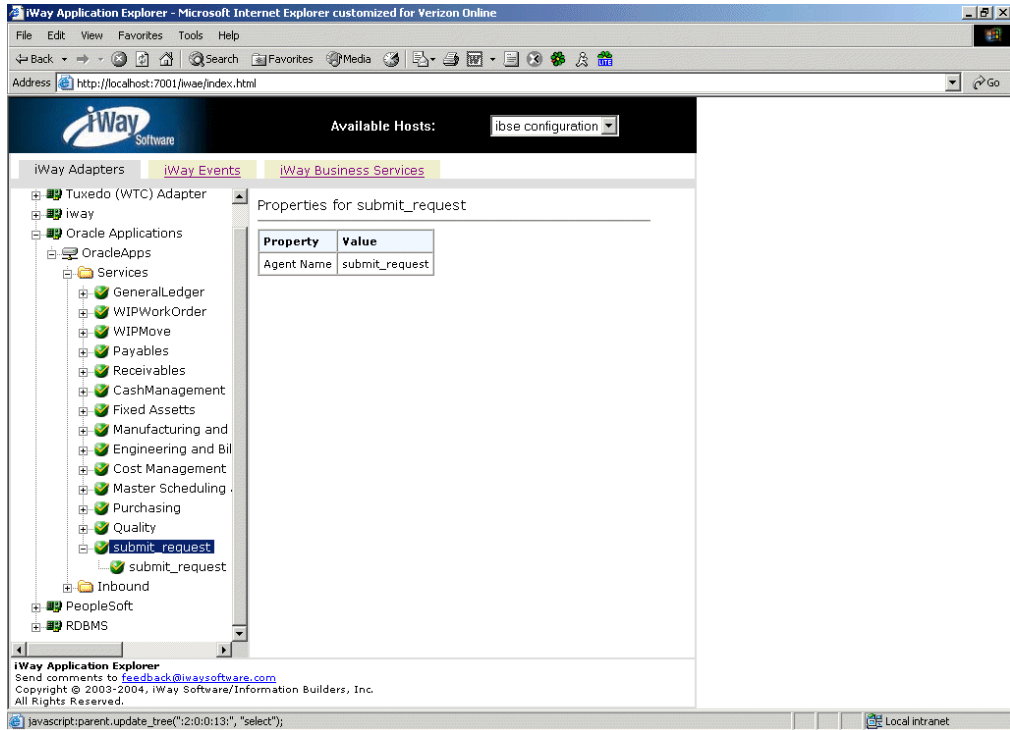 iWay Application Explorer - Microsoft Internet Explorer customized for Verizon Online
File Edit View Favorites Tools Help
Back Search Favorites Media
Address http://localhost:7001/iwae/index.html Go
iWay Software
Available Hosts: ibse configuration
iWay Adapters iWay Events iWay Business Services
Tuxedo (WTC) Adapter
iway
Oracle Applications
OracleApps
Services
GeneralLedger
WIPWorkOrder
WIPMove
Payables
Receivables
CashManagement
Fixed Assetts
Manufacturing and
Engineering and Bil
Cost Management
Master Scheduling
Purchasing
Quality
submit_request
submit_request
Inbound
PeopleSoft
RDBMS
Properties for submit_request
Property Value
Agent Name submit_request
iWay Application Explorer
Send comments to feedback@iwaysoftware.com
Copyright © 2003-2004, iWay Software/Information Builders, Inc.
All Rights Reserved.
javascript:parent.update_tree(":2:0:0:13:", "select"); Local intranet